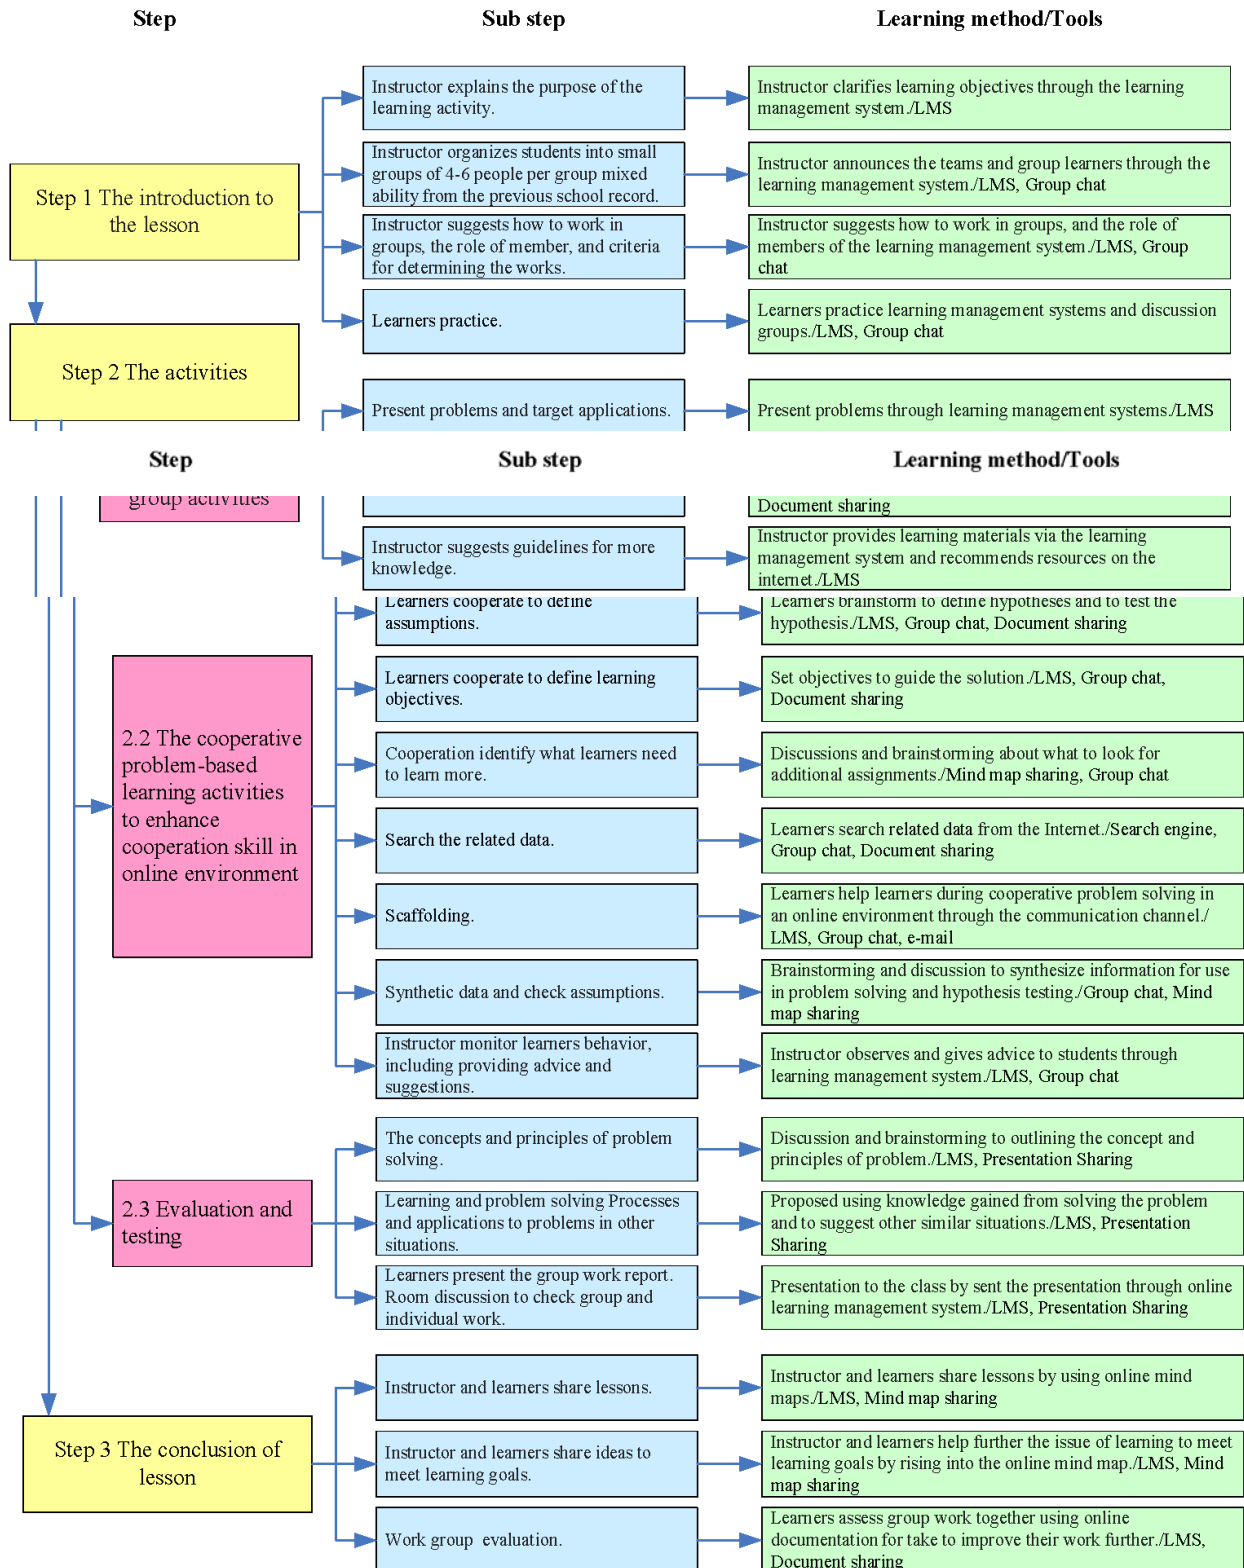 Step
Sub step
Learning method/Tools
Step 1 The introduction to
the lesson
Instructor explains the purpose of the
learning activity.
Instructor clarifies learning objectives through the learning
management system./LMS
Instructor organizes students into small
groups of 4-6 people per group mixed
ability from the previous school record.
Instructor announces the teams and group learners through the
learning management system./LMS, Group chat
Instructor suggests how to work in
groups, the role of member, and criteria
for determining the works.
Instructor suggests how to work in groups, and the role of
members of the learning management system./LMS, Group
chat
Learners practice.
Learners practice learning management systems and discussion
groups./LMS, Group chat
Step 2 The activities
Present problems and target applications.
Present problems through learning management systems./LMS
Step
Sub step
Learning method/Tools
group activities
Document sharing
Instructor suggests guidelines for more
knowledge.
Instructor provides learning materials via the learning
management system and recommends resources on the
internet./LMS
Learners cooperate to define
assumptions.
Learners brainstorm to define hypotheses and to test the
hypothesis./LMS, Group chat, Document sharing
Learners cooperate to define learning
objectives.
Set objectives to guide the solution./LMS, Group chat,
Document sharing
2.2 The cooperative
problem-based
learning activities
to enhance
cooperation skill in
online environment
Cooperation identify what learners need
to learn more.
Discussions and brainstorming about what to look for
additional assignments./Mind map sharing, Group chat
Search the related data.
Learners search related data from the Internet./Search engine,
Group chat, Document sharing
Scaffolding.
Learners help learners during cooperative problem solving in
an online environment through the communication channel./
LMS, Group chat, e-mail
Synthetic data and check assumptions.
Brainstorming and discussion to synthesize information for use
in problem solving and hypothesis testing./Group chat, Mind
map sharing
Instructor monitor learners behavior,
including providing advice and
suggestions.
Instructor observes and gives advice to students through
learning management system./LMS, Group chat
2.3 Evaluation and
testing
The concepts and principles of problem
solving.
Discussion and brainstorming to outlining the concept and
principles of problem./LMS, Presentation Sharing
Learning and problem solving Processes
and applications to problems in other
situations.
Proposed using knowledge gained from solving the problem
and to suggest other similar situations./LMS, Presentation
Sharing
Learners present the group work report.
Room discussion to check group and
individual work.
Presentation to the class by sent the presentation through online
learning management system./LMS, Presentation Sharing
Step 3 The conclusion of
lesson
Instructor and learners share lessons.
Instructor and learners share lessons by using online mind
maps./LMS, Mind map sharing
Instructor and learners share ideas to
meet learning goals.
Instructor and learners help further the issue of learning to meet
learning goals by rising into the online mind map./LMS, Mind
map sharing
Work group evaluation.
Learners assess group work together using online
documentation for take to improve their work further./LMS,
Document sharing